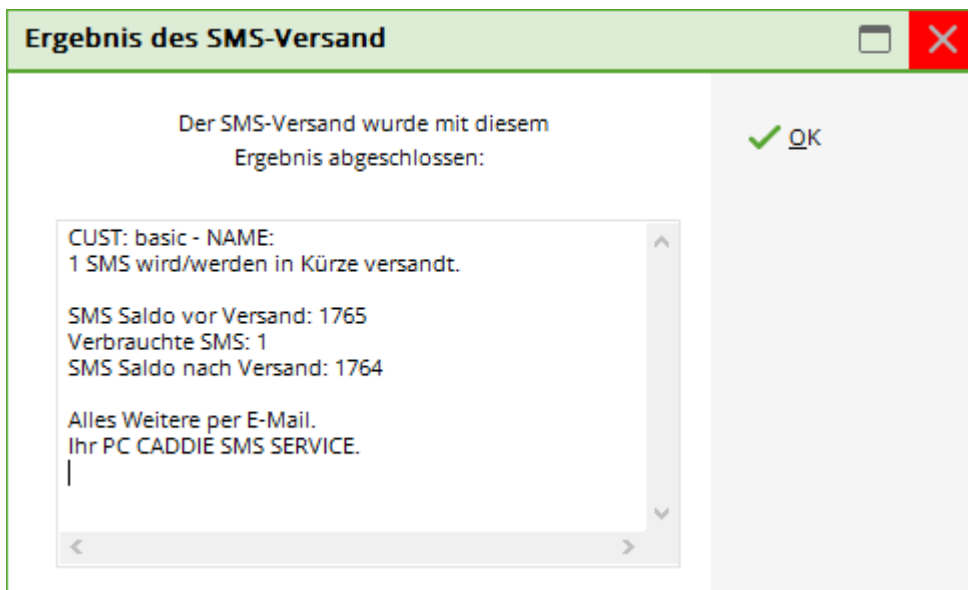 Ergebnis des SMS-Versand
Der SMS-Versand wurde mit diesem
Ergebnis abgeschlossen:
OK
CUST: basic - NAME:
1 SMS wird/werden in Kürze versandt.
SMS Saldo vor Versand: 1765
Verbrauchte SMS: 1
SMS Saldo nach Versand: 1764
Alles Weitere per E-Mail.
Ihr PC CADDIE SMS SERVICE.